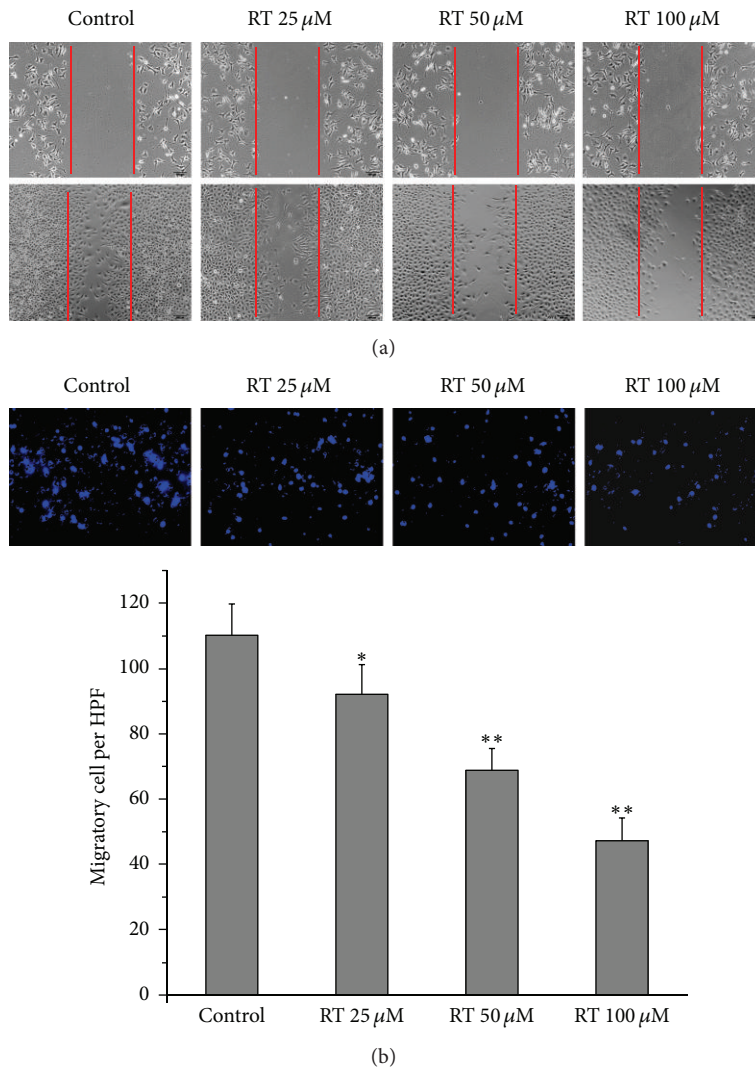 Control RT 25 μM RT 50 μM RT 100 μM
(a)
Control RT 25 μM RT 50 μM RT 100 μM
120
100
80
60
40
20
0
Migratory cell per HPF
*
**
**
Control RT 25 μM RT 50 μM RT 100 μM
(b)